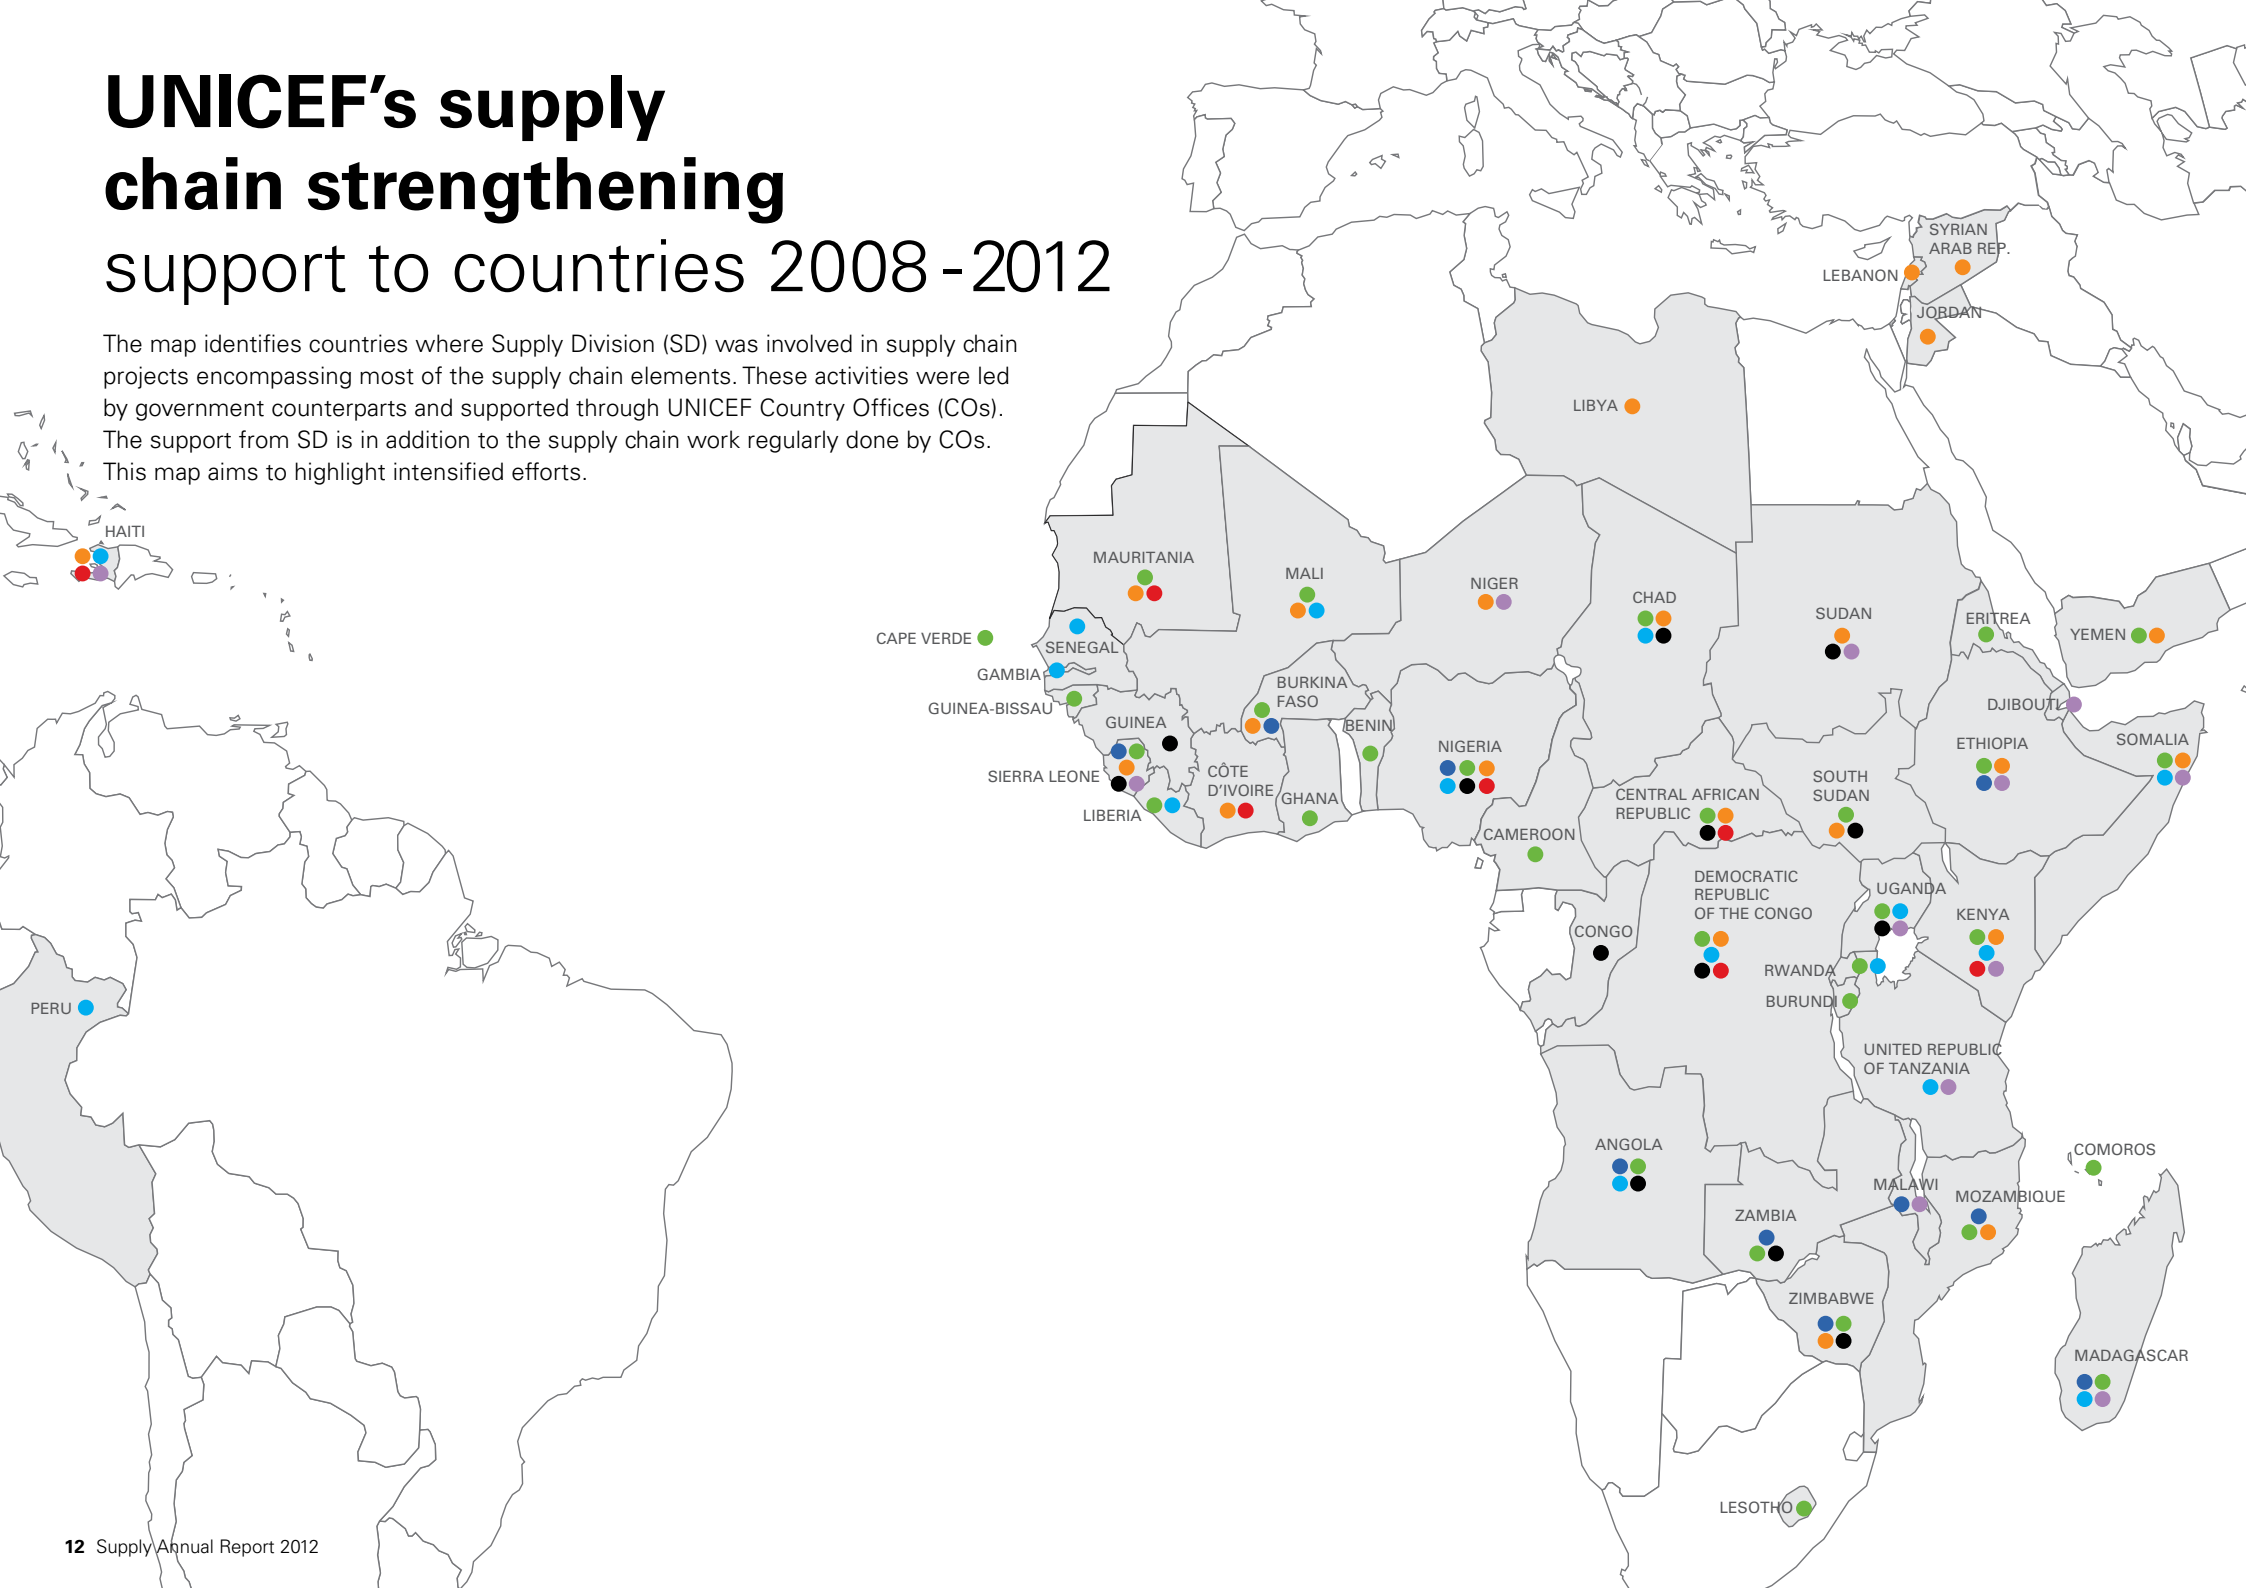 UNICEF’s supply
chain strengthening
support to countries 2008-2012
The map identifies countries where Supply Division (SD) was involved in supply chain
projects encompassing most of the supply chain elements. These activities were led
by government counterparts and supported through UNICEF Country Offices (COs).
The support from SD is in addition to the supply chain work regularly done by COs.
This map aims to highlight intensified efforts.
SYRIAN
ARAB REP.
LEBANON
JORDAN
LIBYA
HAITI
MAURITANIA
MALI
NIGER
CHAD
SUDAN
ERITREA
YEMEN
CAPE VERDE
SENEGAL
GAMBIA
GUINEA-BISSAU
BURKINA
FASO
DJIBOUTI
GUINEA
BENIN
NIGERIA
ETHIOPIA
SOMALIA
SIERRA LEONE
CÔTE
D’IVOIRE
GHANA
LIBERIA
SOUTH
SUDAN
CENTRAL AFRICAN
REPUBLIC
CAMEROON
DEMOCRATIC
REPUBLIC
OF THE CONGO
UGANDA
KENYA
CONGO
RWANDA
BURUNDI
PERU
UNITED REPUBLIC
OF TANZANIA
ANGOLA
COMOROS
MALAWI
MOZAMBIQUE
ZAMBIA
ZIMBABWE
MADAGASCAR
LESOTHO
12 Supply Annual Report 2012